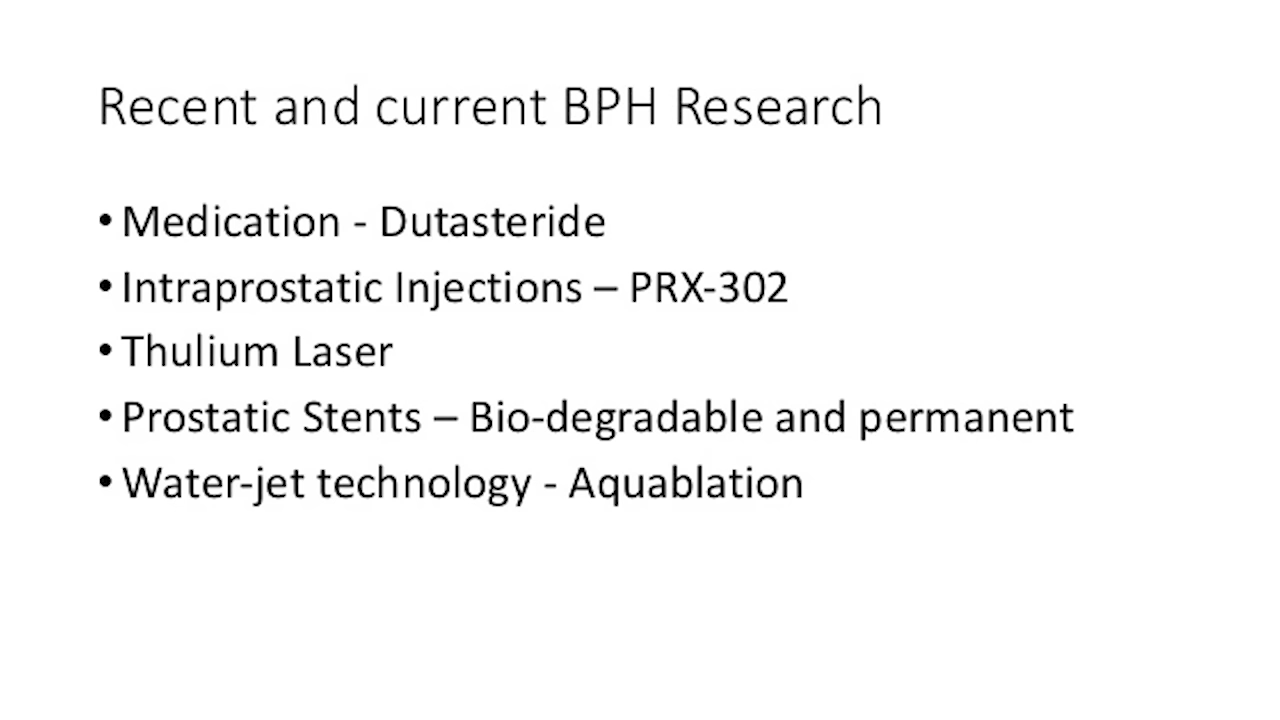 Recent and current BPH Research
• Medication - Dutasteride
• Intraprostatic Injections – PRX-302
• Thulium Laser
• Prostatic Stents – Bio-degradable and permanent
• Water-jet technology - Aquablation